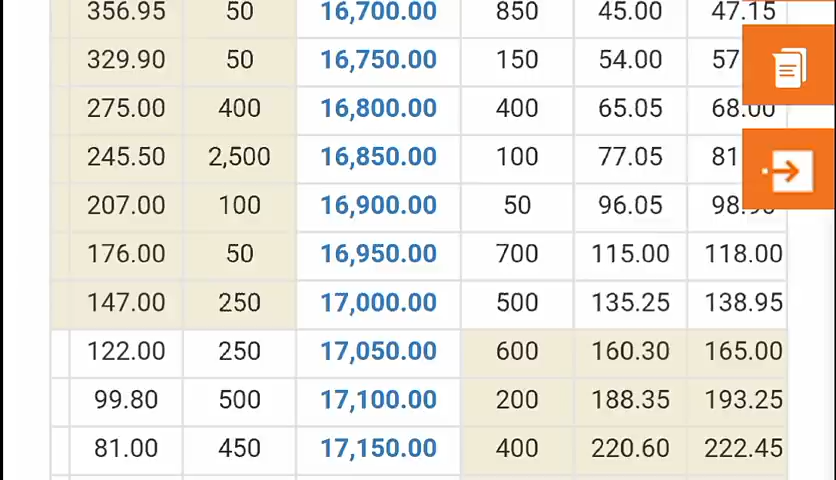 356.95 50 16,700.00 850 45.00 47.15
329.90 50 16,750.00 150 54.00 57
275.00 400 16,800.00 400 65.05 68.00
245.50 2,500 16,850.00 100 77.05 81
207.00 100 16,900.00 50 96.05
176.00 50 16,950.00 700 115.00 118.00
147.00 250 17,000.00 500 135.25 138.95
122.00 250 17,050.00 600 160.30 165.00
99.80 500 17,100.00 200 188.35 193.25
81.00 450 17,150.00 400 220.60 222.45